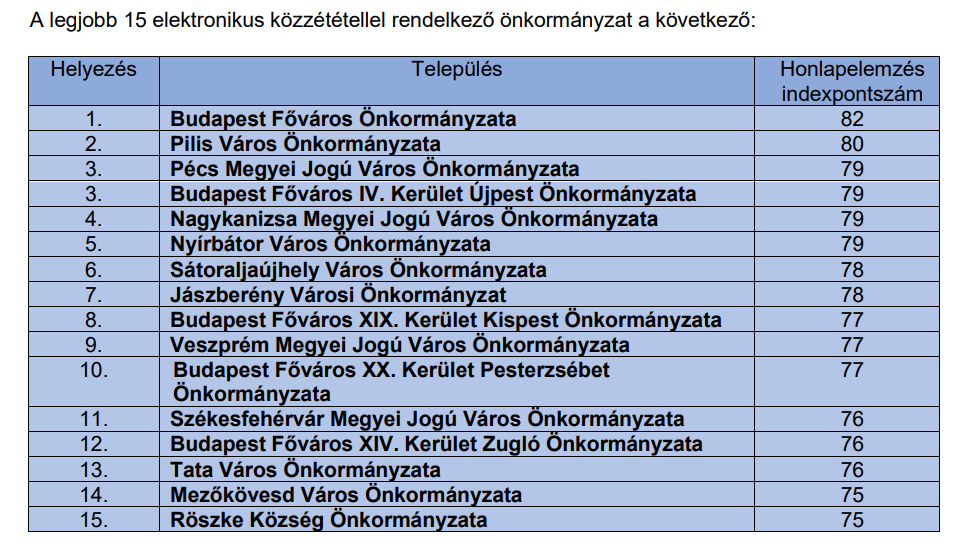 A legjobb 15 elektronikus közzététellel rendelkező önkormányzat a következő:
Helyezés Település Honlapelemzés
indexpontszám
1. Budapest Főváros Önkormányzata 82
2. Pilis Város Önkormányzata 80
3. Pécs Megyei Jogú Város Önkormányzata 79
3. Budapest Főváros IV. Kerület Újpest Önkormányzata 79
4. Nagykanizsa Megyei Jogú Város Önkormányzata 79
5. Nyírbátor Város Önkormányzata 79
6. Sátoraljaújhely Város Önkormányzata 78
7. Jászberény Városi Önkormányzat 78
8. Budapest Főváros XIX. Kerület Kispest Önkormányzata 77
9. Veszprém Megyei Jogú Város Önkormányzata 77
10. Budapest Főváros XX. Kerület Pesterzsébet 77
Önkormányzata
11. Székesfehérvár Megyei Jogú Város Önkormányzata 76
12. Budapest Főváros XIV. Kerület Zugló Önkormányzata 76
13. Tata Város Önkormányzata 76
14. Mezőkövesd Város Önkormányzata 75
15. Röszke Község Önkormányzata 75